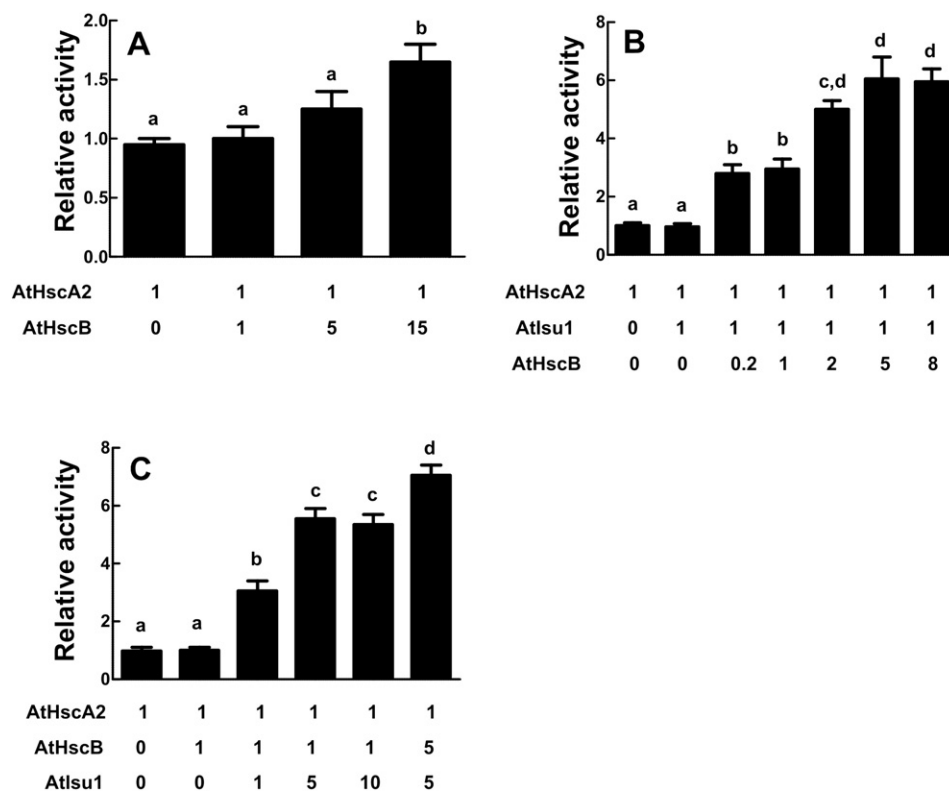 A
Relative activity
2.0
1.5
1.0
0.5
0.0
a
a
a
b
AtHscA2 1 1 1 1
AtHscB 0 1 5 15
B
Relative activity
8
6
4
2
0
a
a
b
b
c,d
d
d
AtHscA2 1 1 1 1 1 1 1
AtIsu1 0 1 1 1 1 1 1
AtHscB 0 0 0.2 1 2 5 8
C
Relative activity
8
6
4
2
0
a
a
b
c
c
d
AtHscA2 1 1 1 1 1 1
AtHscB 0 1 1 1 1 5
AtIsu1 0 0 1 5 10 5